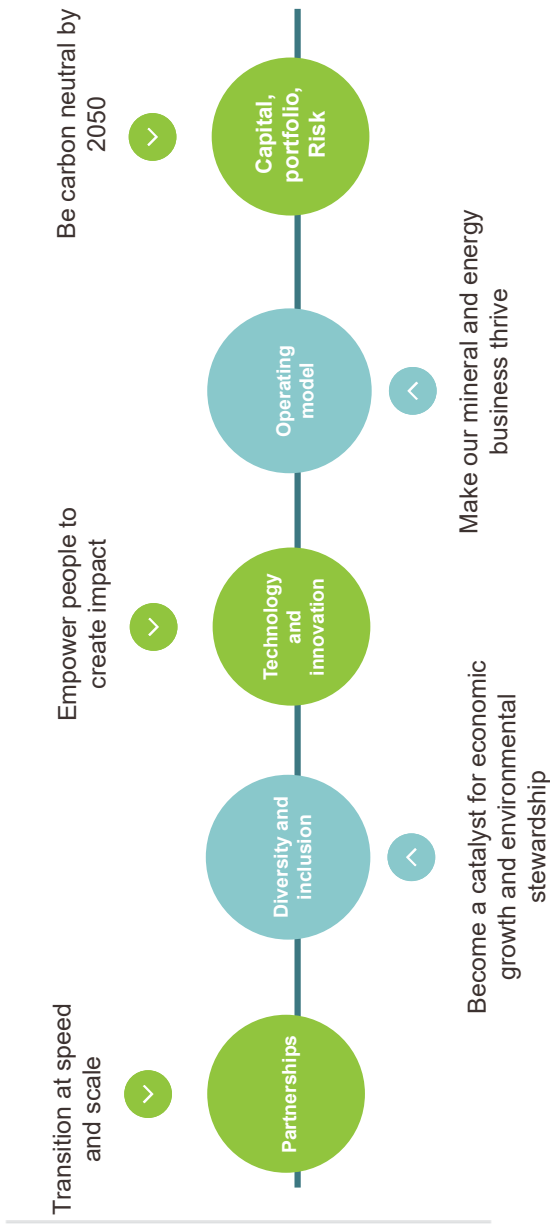 Transition at speed
and scale
Partnerships
Diversity and
inclusion
Become a catalyst for economic
growth and environmental
stewardship
Empower people to
create impact
Technology
and
innovation
Operating
model
Make our mineral and energy
business thrive
Be carbon neutral by
2050
Capital,
portfolio,
Risk